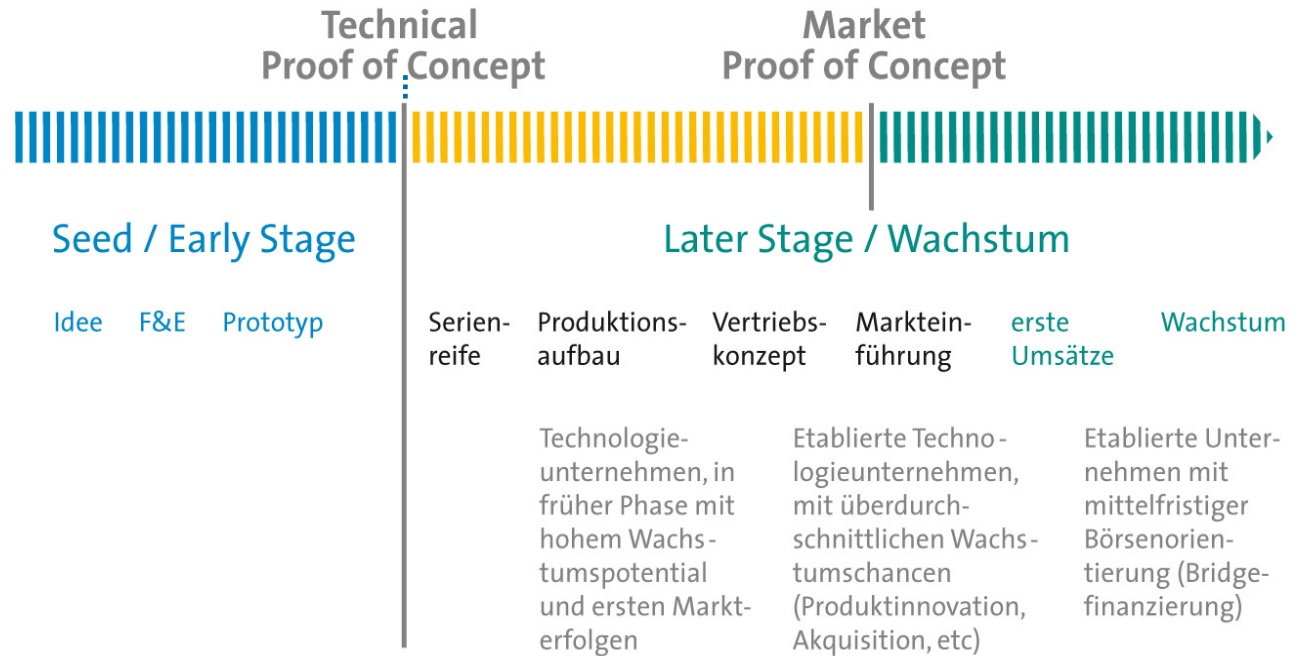 Technical
Proof of Concept
Market
Proof of Concept
Seed / Early Stage
Later Stage / Wachstum
Idee
F&E
Prototyp
Serien-
reife
Produktions-
aufbau
Vertriebs-
konzept
Marktein-
führung
erste
Umsätze
Wachstum
Technologie-
unternehmen, in
früher Phase mit
hohem Wachs-
tumspotential
und ersten Markt-
erfolgen
Etablierte Techno-
logieunternehmen,
mit überdurch-
schnittlichen Wachs-
tumschancen
(Produktinnovation,
Akquisition, etc)
Etablierte Unter-
nehmen mit
mittelfristiger
Börsenorien-
tierung (Bridge-
finanzierung)